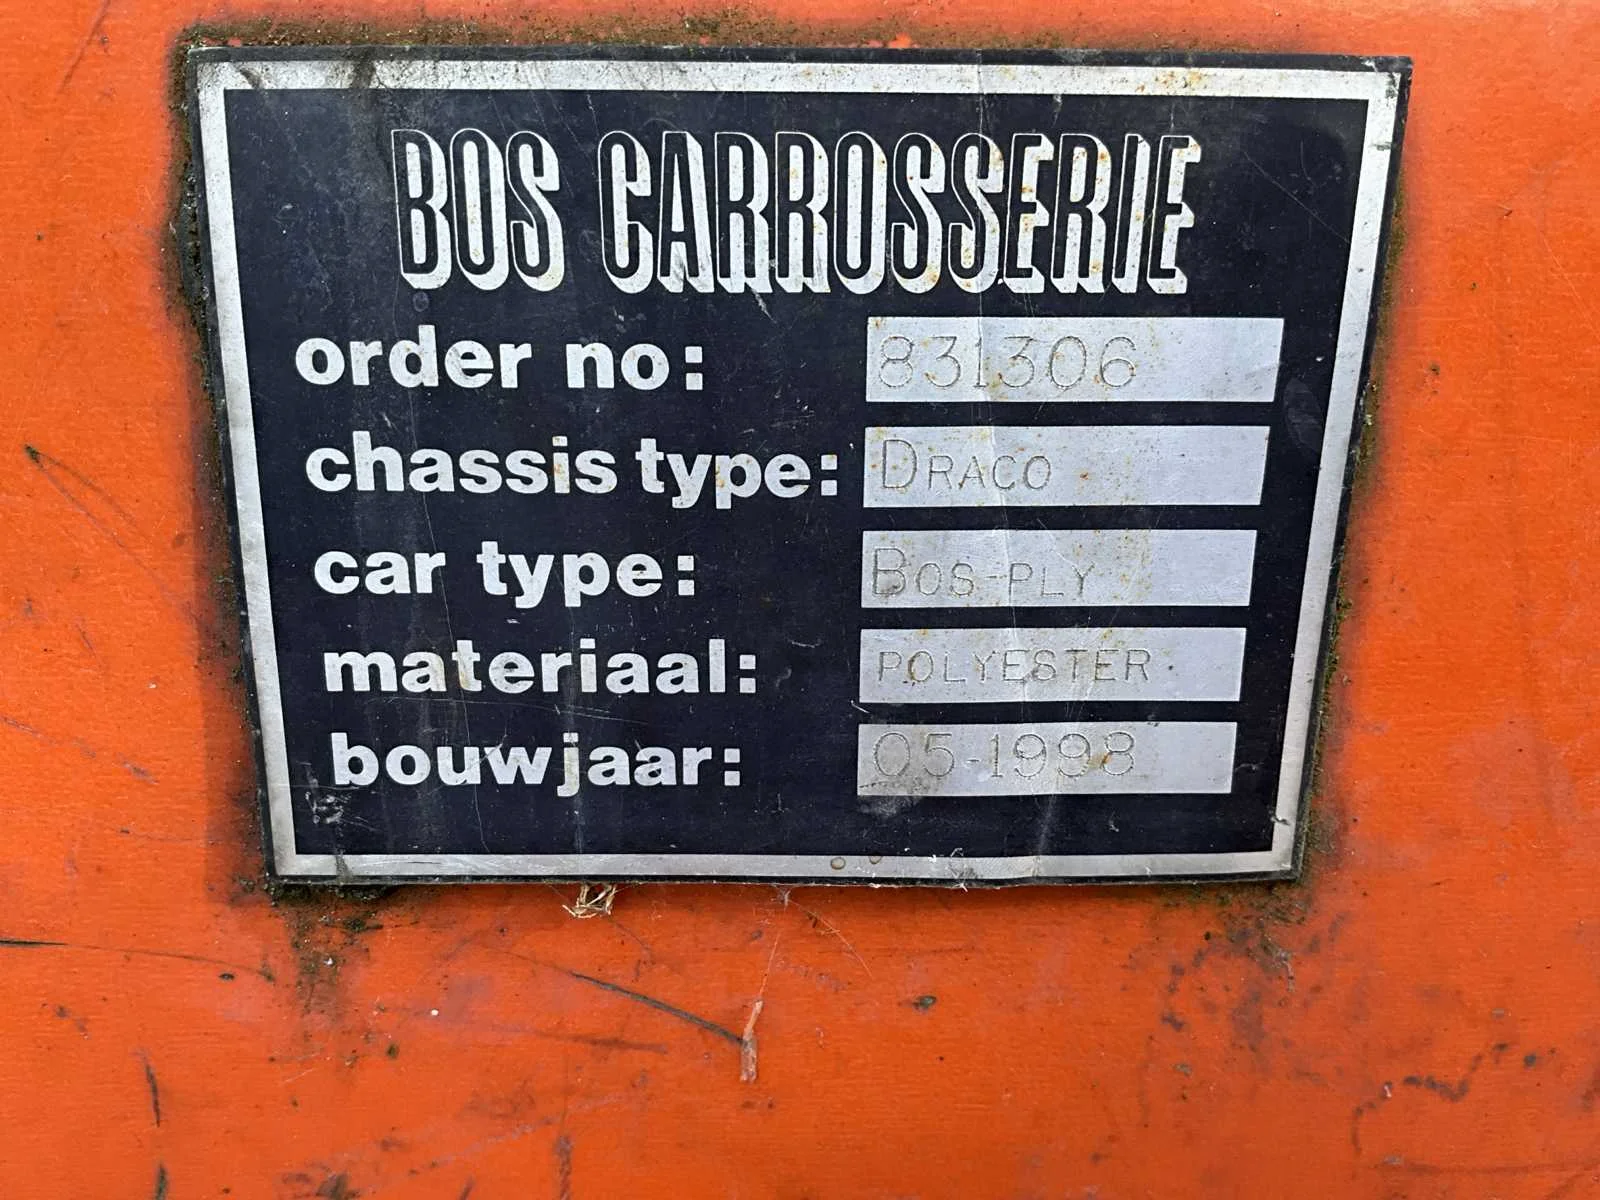 BOS CARROSSERIE
order no: 831306
chassis type: DRACO
car type: BOS-PLY
materiaal: POLYESTER
bouwjaar: 05-1998